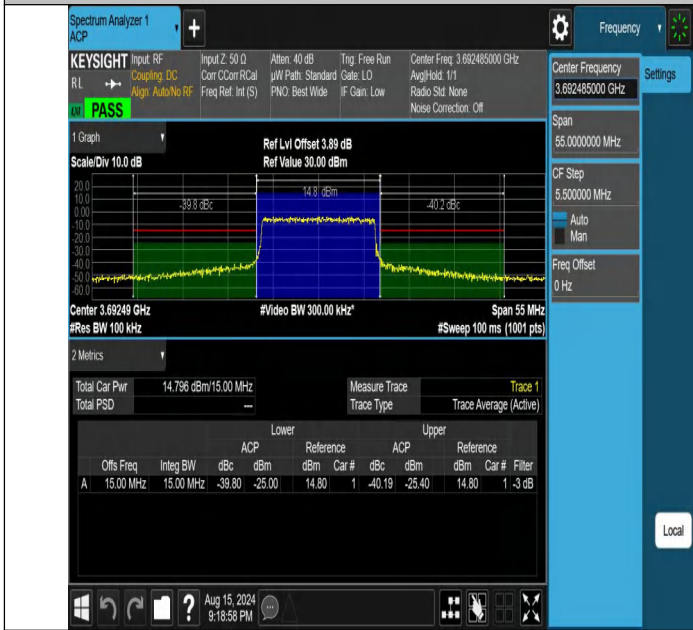 Spectrum Analyzer 1
ACP
+
Frequency
KEYSIGHT
RL
PASS
Input: RF
Coupling: DC
Align: Auto/No RF
Input Z: 50 Ω
Corr CCorr RCal
Freq Ref: Int (S)
Atten: 40 dB
µW Path: Standard
PNO: Best Wide
Trig: Free Run
Gate: LO
IF Gain: Low
Center Freq: 3.692485000 GHz
Avg|Hold: 1/1
Radio Std: None
Noise Correction: Off
Center Frequency
3.692485000 GHz
Settings
Span
55.0000000 MHz
CF Step
5.500000 MHz
Auto
Man
Freq Offset
0 Hz
1 Graph
Scale/Div 10.0 dB
Ref Lvl Offset 3.89 dB
Ref Value 30.00 dBm
20.0
10.0
0.00
-10.0
-20.0
-30.0
-40.0
-50.0
-60.0
-39.8 dBc
14.8 dBm
-40.2 dBc
Center 3.69249 GHz
#Video BW 300.00 kHz*
Span 55 MHz
#Res BW 100 kHz
#Sweep 100 ms (1001 pts)
2 Metrics
Total Car Pwr 14.796 dBm/15.00 MHz
Total PSD ---
Measure Trace Trace 1
Trace Type Trace Average (Active)
Lower Upper
ACP Reference ACP Reference
Offs Freq Integ BW dBc dBm dBm Car # dBc dBm dBm Car # Filter
A 15.00 MHz 15.00 MHz -39.80 -25.00 14.80 1 -40.19 -25.40 14.80 1 -3 dB
Local
?
Aug 15, 2024
9:18:58 PM